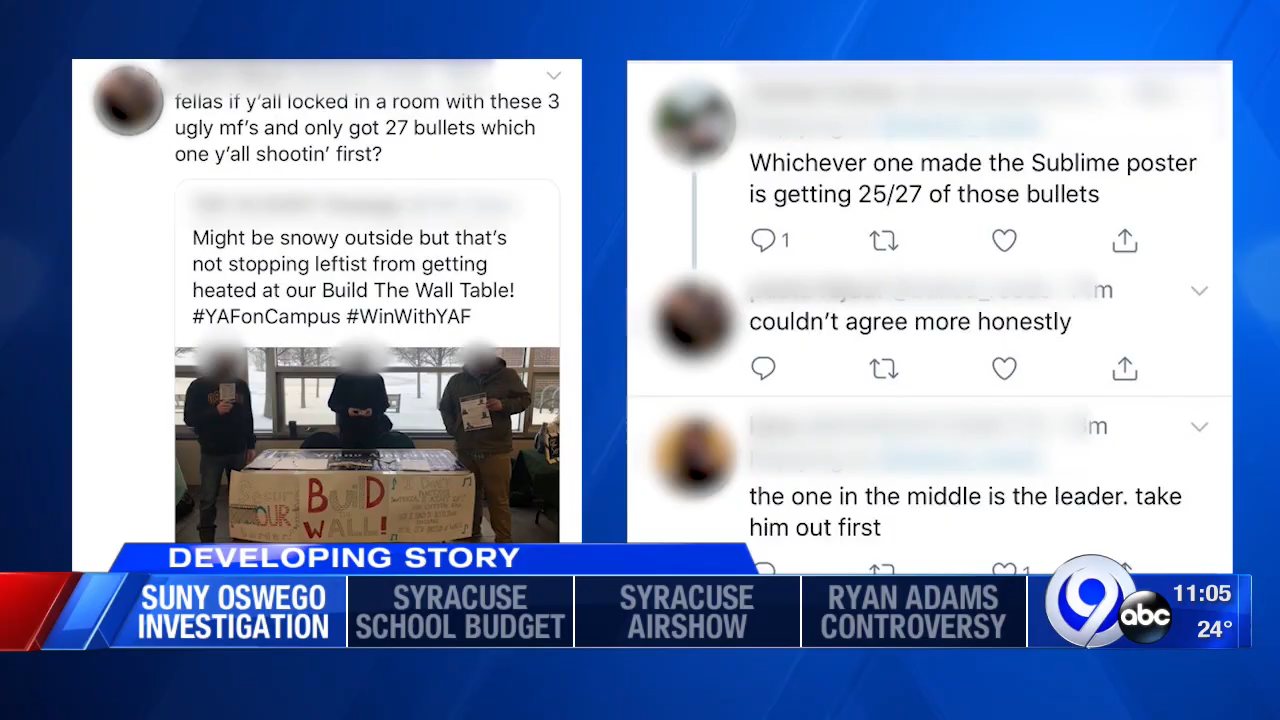 fellas if y'all locked in a room with these 3
ugly mf's and only got 27 bullets which
one y'all shootin' first?
Might be snowy outside but that's
not stopping leftist from getting
heated at our Build The Wall Table!
#YAFonCampus #WinWithYAF
Secure
OUR
BuilD
WALL!
Whichever one made the Sublime poster
is getting 25/27 of those bullets
1
m
couldn't agree more honestly
m
the one in the middle is the leader. take
him out first
1
DEVELOPING STORY
SUNY OSWEGO
INVESTIGATION
SYRACUSE
SCHOOL BUDGET
SYRACUSE
AIRSHOW
RYAN ADAMS
CONTROVERSY
9
abc
11:05
24°